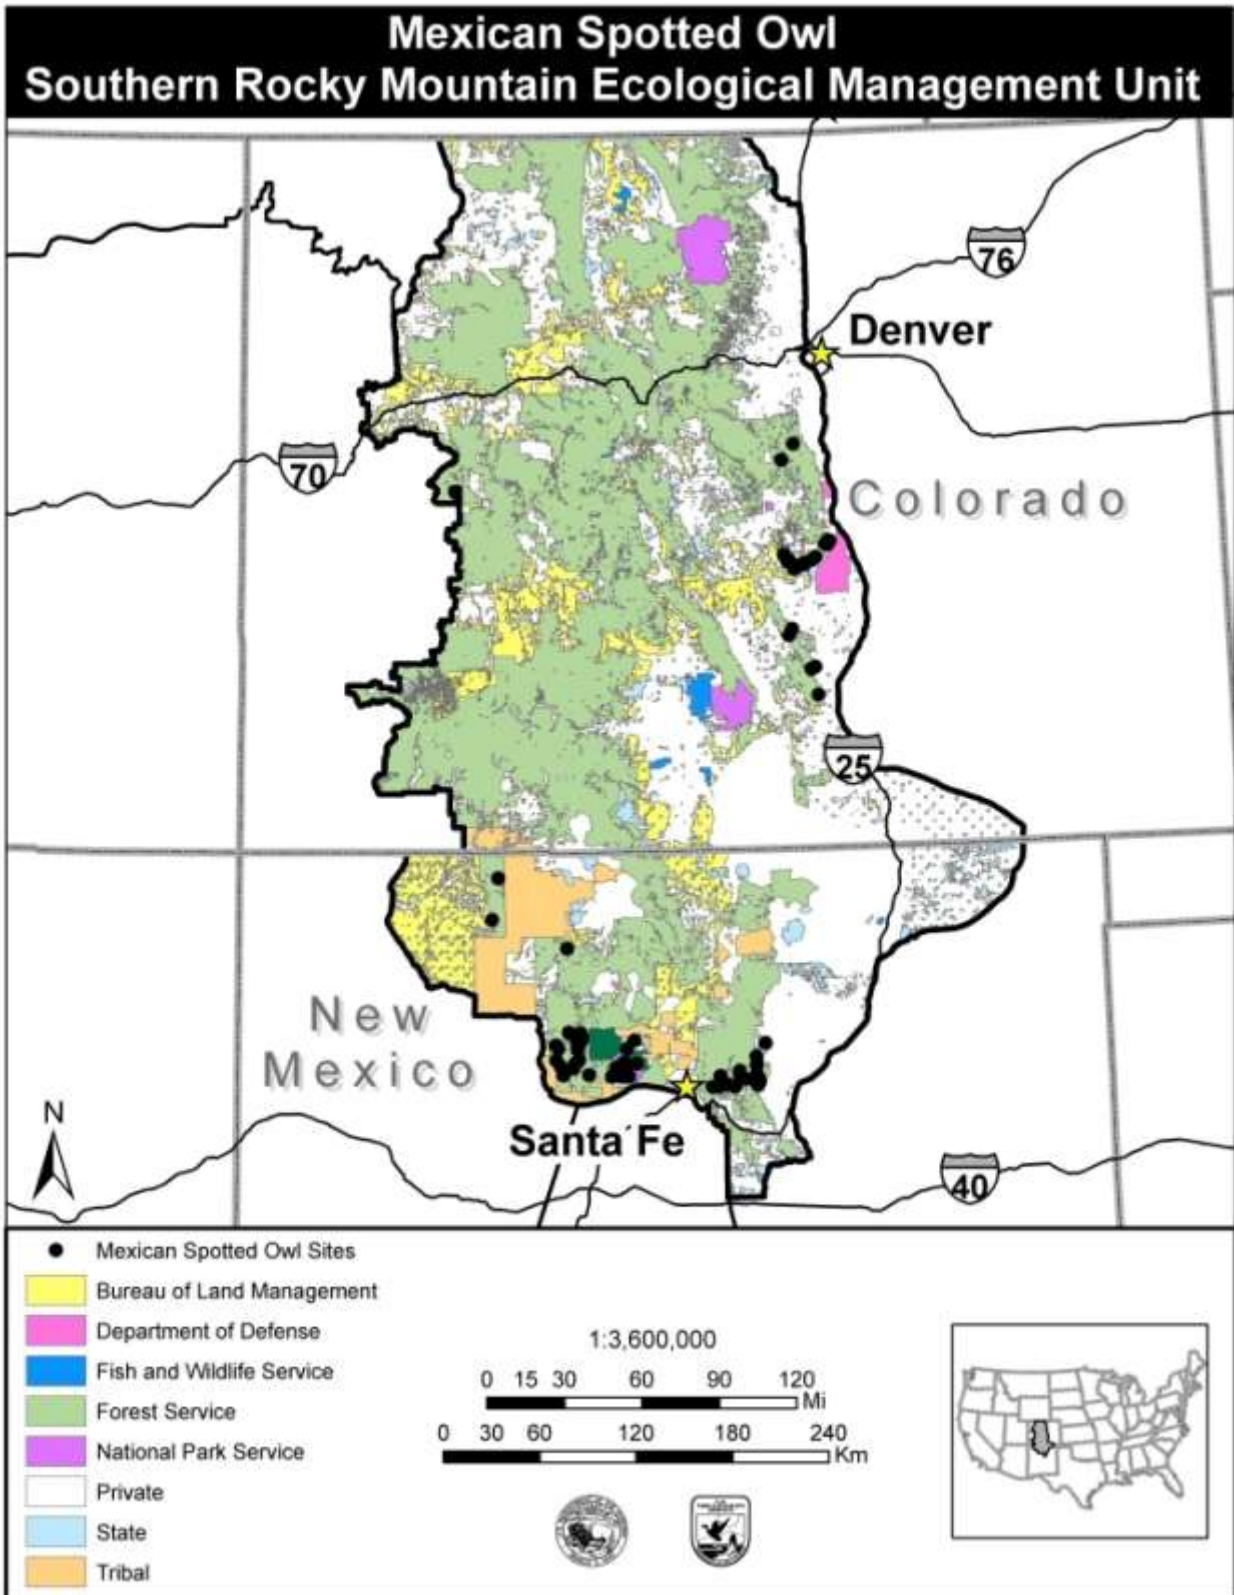 Mexican Spotted Owl
Southern Rocky Mountain Ecological Management Unit
76
Denver
70
Colorado
25
New
Mexico
N
Santa Fe
40
Mexican Spotted Owl Sites
Bureau of Land Management
Department of Defense
Fish and Wildlife Service
Forest Service
National Park Service
Private
State
Tribal
1:3,600,000
0 15 30 60 90 120
Mi
0 30 60 120 180 240
Km